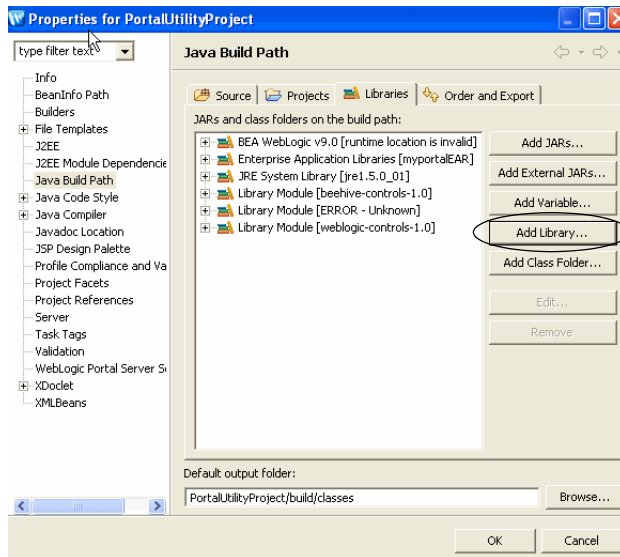 Properties for PortalUtilityProject
type filter text
Info
BeanInfo Path
Builders
File Templates
J2EE
J2EE Module Dependencie
Java Build Path
Java Code Style
Java Compiler
Javadoc Location
JSP Design Palette
Profile Compliance and Va
Project Facets
Project References
Server
Task Tags
Validation
WebLogic Portal Server S
XDoclet
XMLBeans
Java Build Path
Source
Projects
Libraries
Order and Export
JARs and class folders on the build path:
BEA WebLogic v9.0 [runtime location is invalid]
Enterprise Application Libraries [myportalEAR]
JRE System Library [jre1.5.0_01]
Library Module [beehive-controls-1.0]
Library Module [ERROR - Unknown]
Library Module [weblogic-controls-1.0]
Add JARs...
Add External JARs...
Add Variable...
Add Library...
Add Class Folder...
Edit...
Remove
Default output folder:
PortalUtilityProject/build/classes
Browse...
OK
Cancel